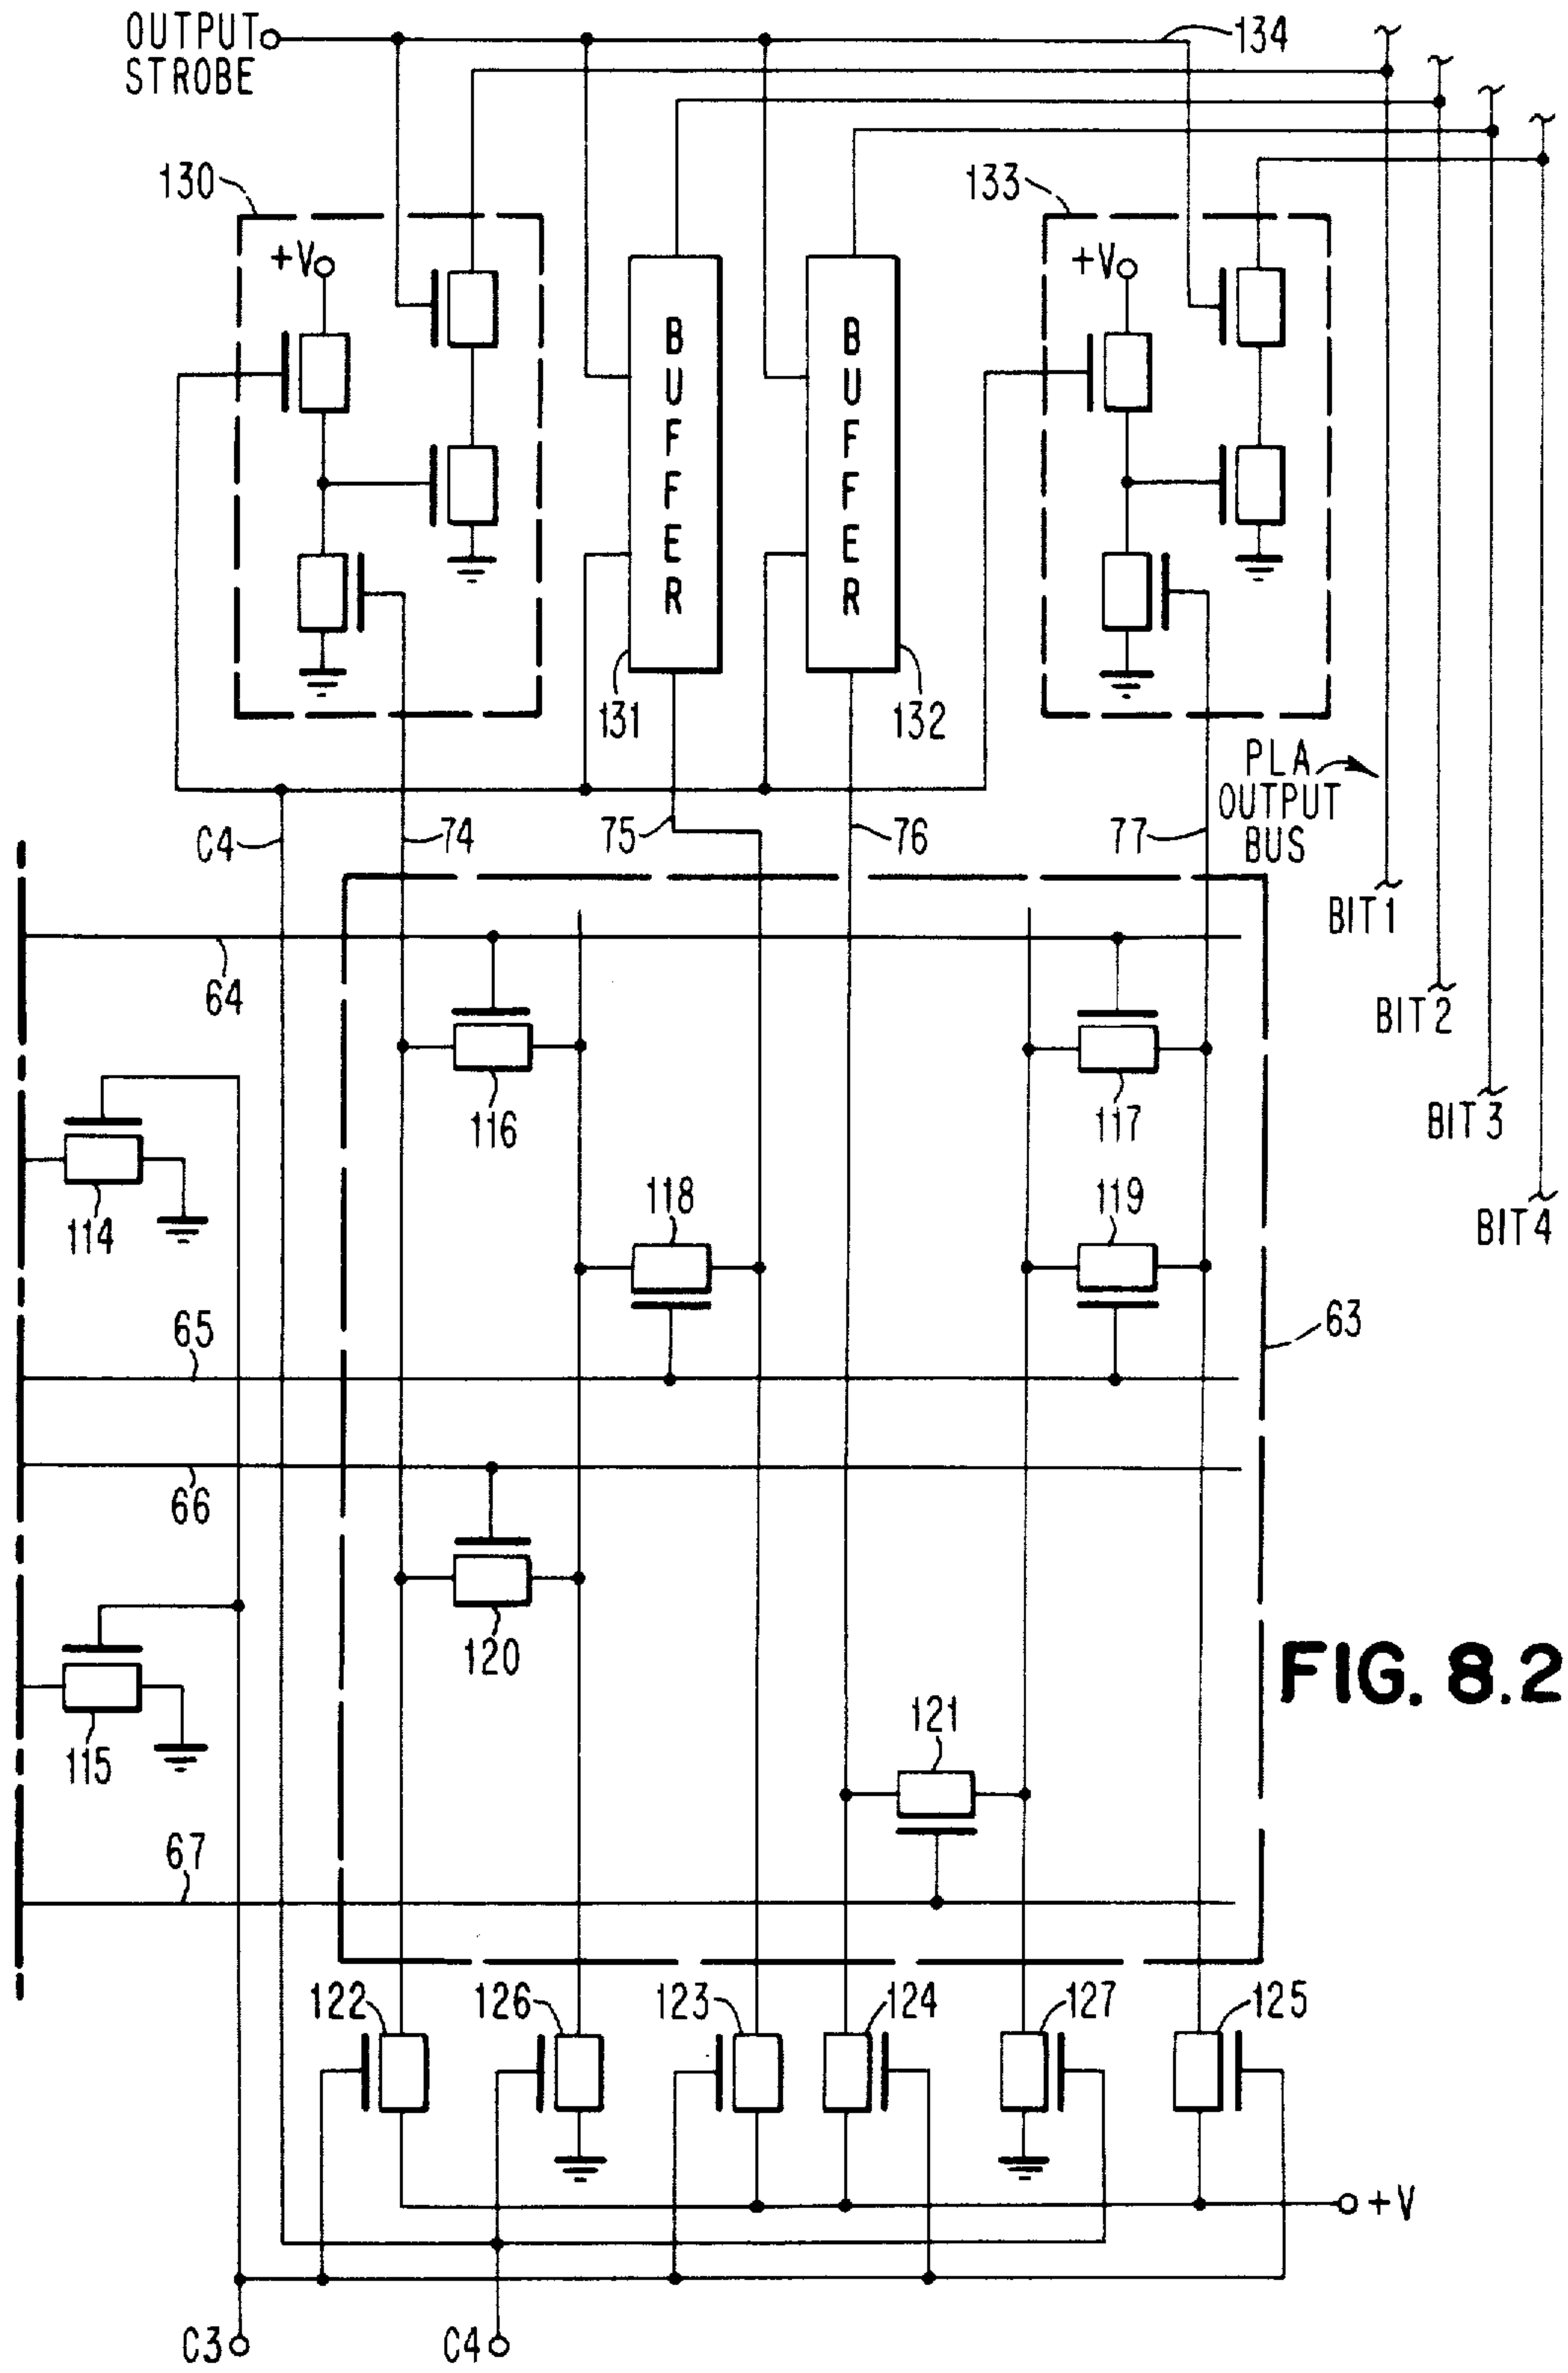 OUTPUT
STROBE
134
130
133
+V
+V
BUFFER
BUFFER
131
132
PLA
OUTPUT
BUS
C4
74
75
76
77
BIT1
64
BIT2
116
117
BIT3
114
118
119
BIT4
65
63
66
120
FIG. 8.2
115
121
67
122
126
123
124
127
125
+V
C3
C4